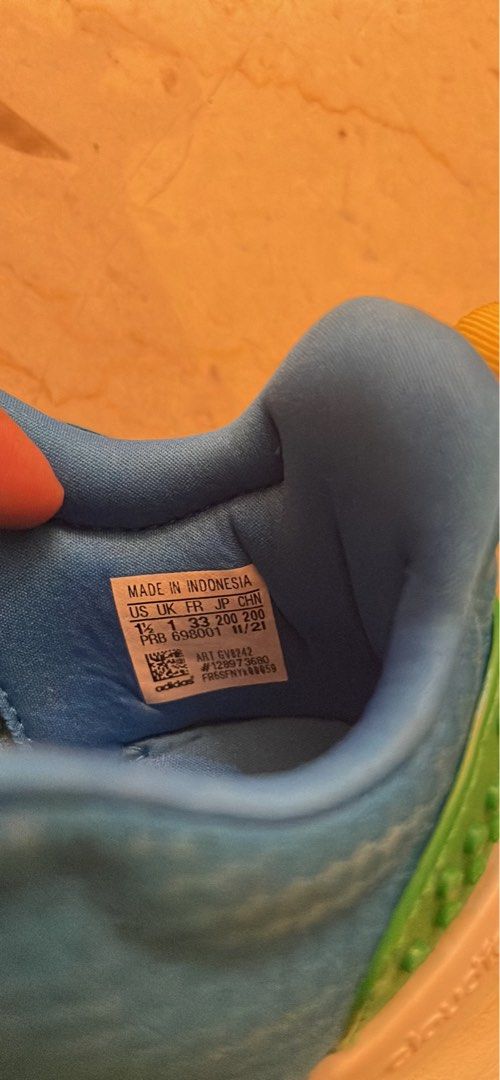 MADE IN INDONESIA
US UK FR JP CHN
1½ 1 33 200 200
PRB 698001 11/21
ART GV8242
#128973680
adidas